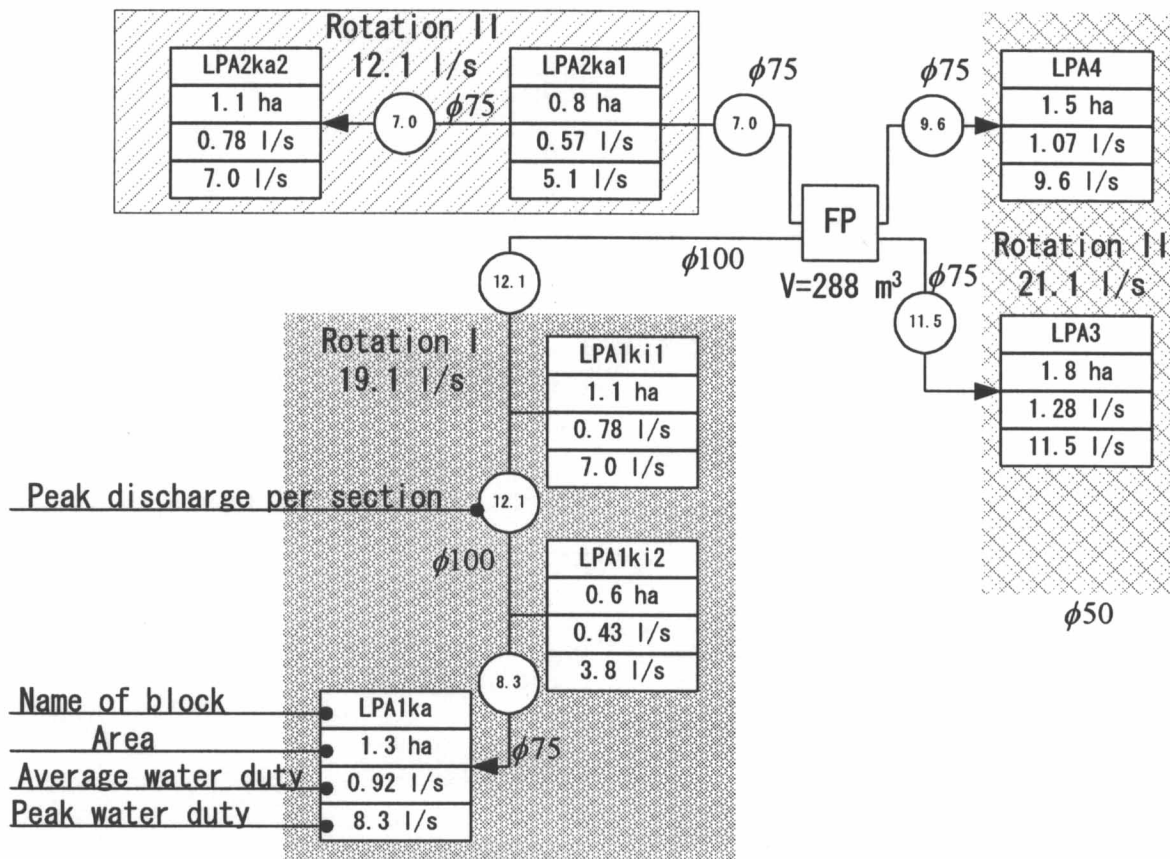 Rotation II
12.1 l/s
LPA2ka2
1.1 ha
0.78 l/s
7.0 l/s
7.0
ϕ75
LPA2ka1
0.8 ha
0.57 l/s
5.1 l/s
ϕ75
7.0
ϕ75
9.6
LPA4
1.5 ha
1.07 l/s
9.6 l/s
FP
V=288 m³
ϕ100
ϕ75
11.5
Rotation II
21.1 l/s
LPA3
1.8 ha
1.28 l/s
11.5 l/s
ϕ50
12.1
Rotation I
19.1 l/s
LPA1ki1
1.1 ha
0.78 l/s
7.0 l/s
Peak discharge per section
12.1
ϕ100
LPA1ki2
0.6 ha
0.43 l/s
3.8 l/s
8.3
ϕ75
Name of block
LPA1ka
Area
1.3 ha
Average water duty
0.92 l/s
Peak water duty
8.3 l/s